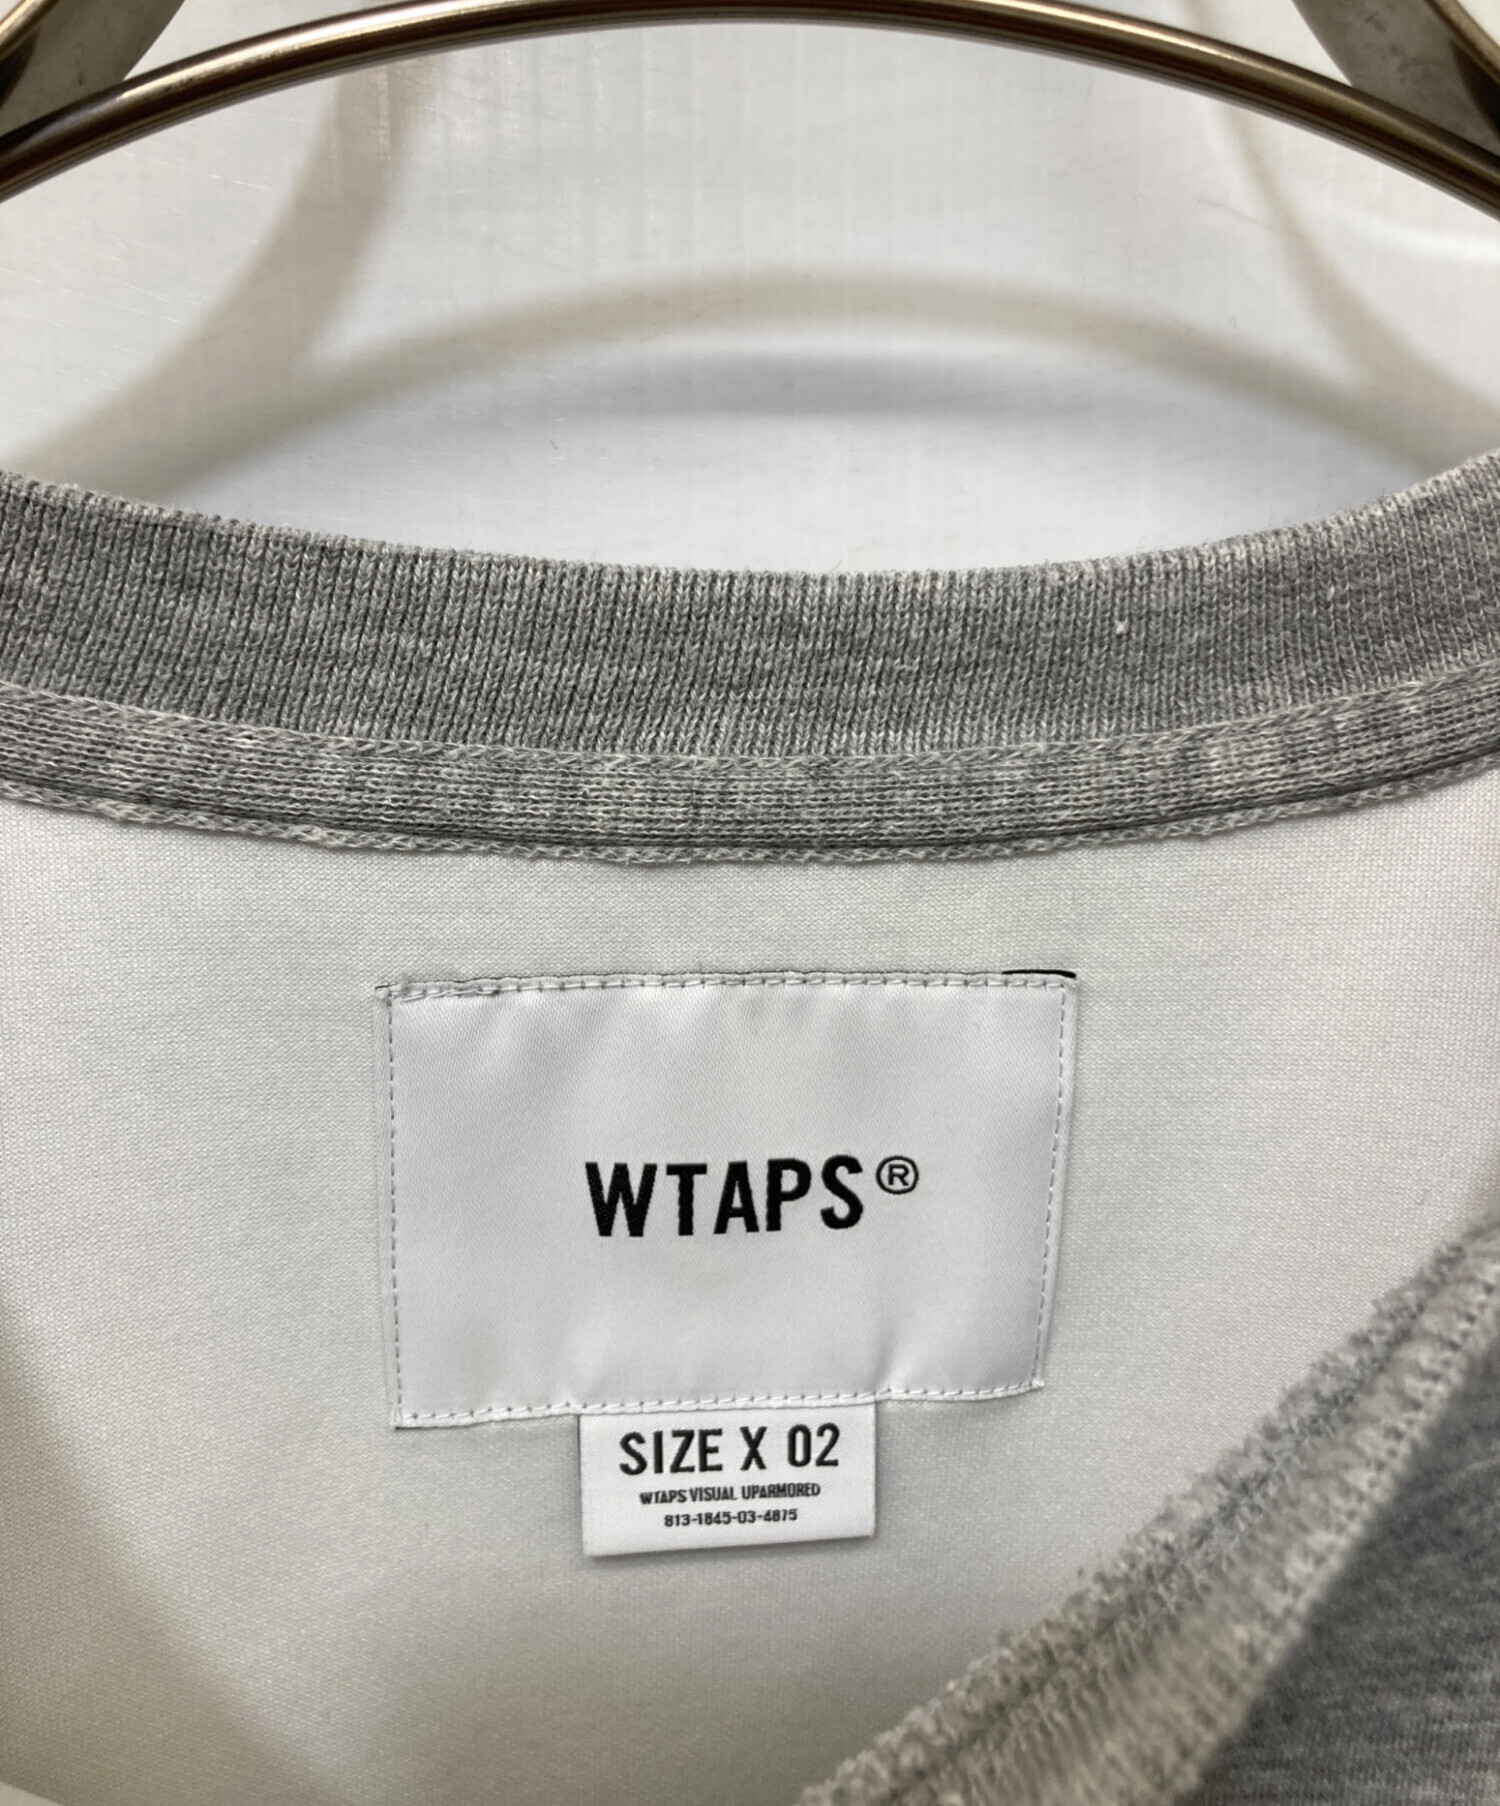 WTAPS®
SIZE X 02
WTAPS VISUAL UPARMORED
813-1845-03-4875